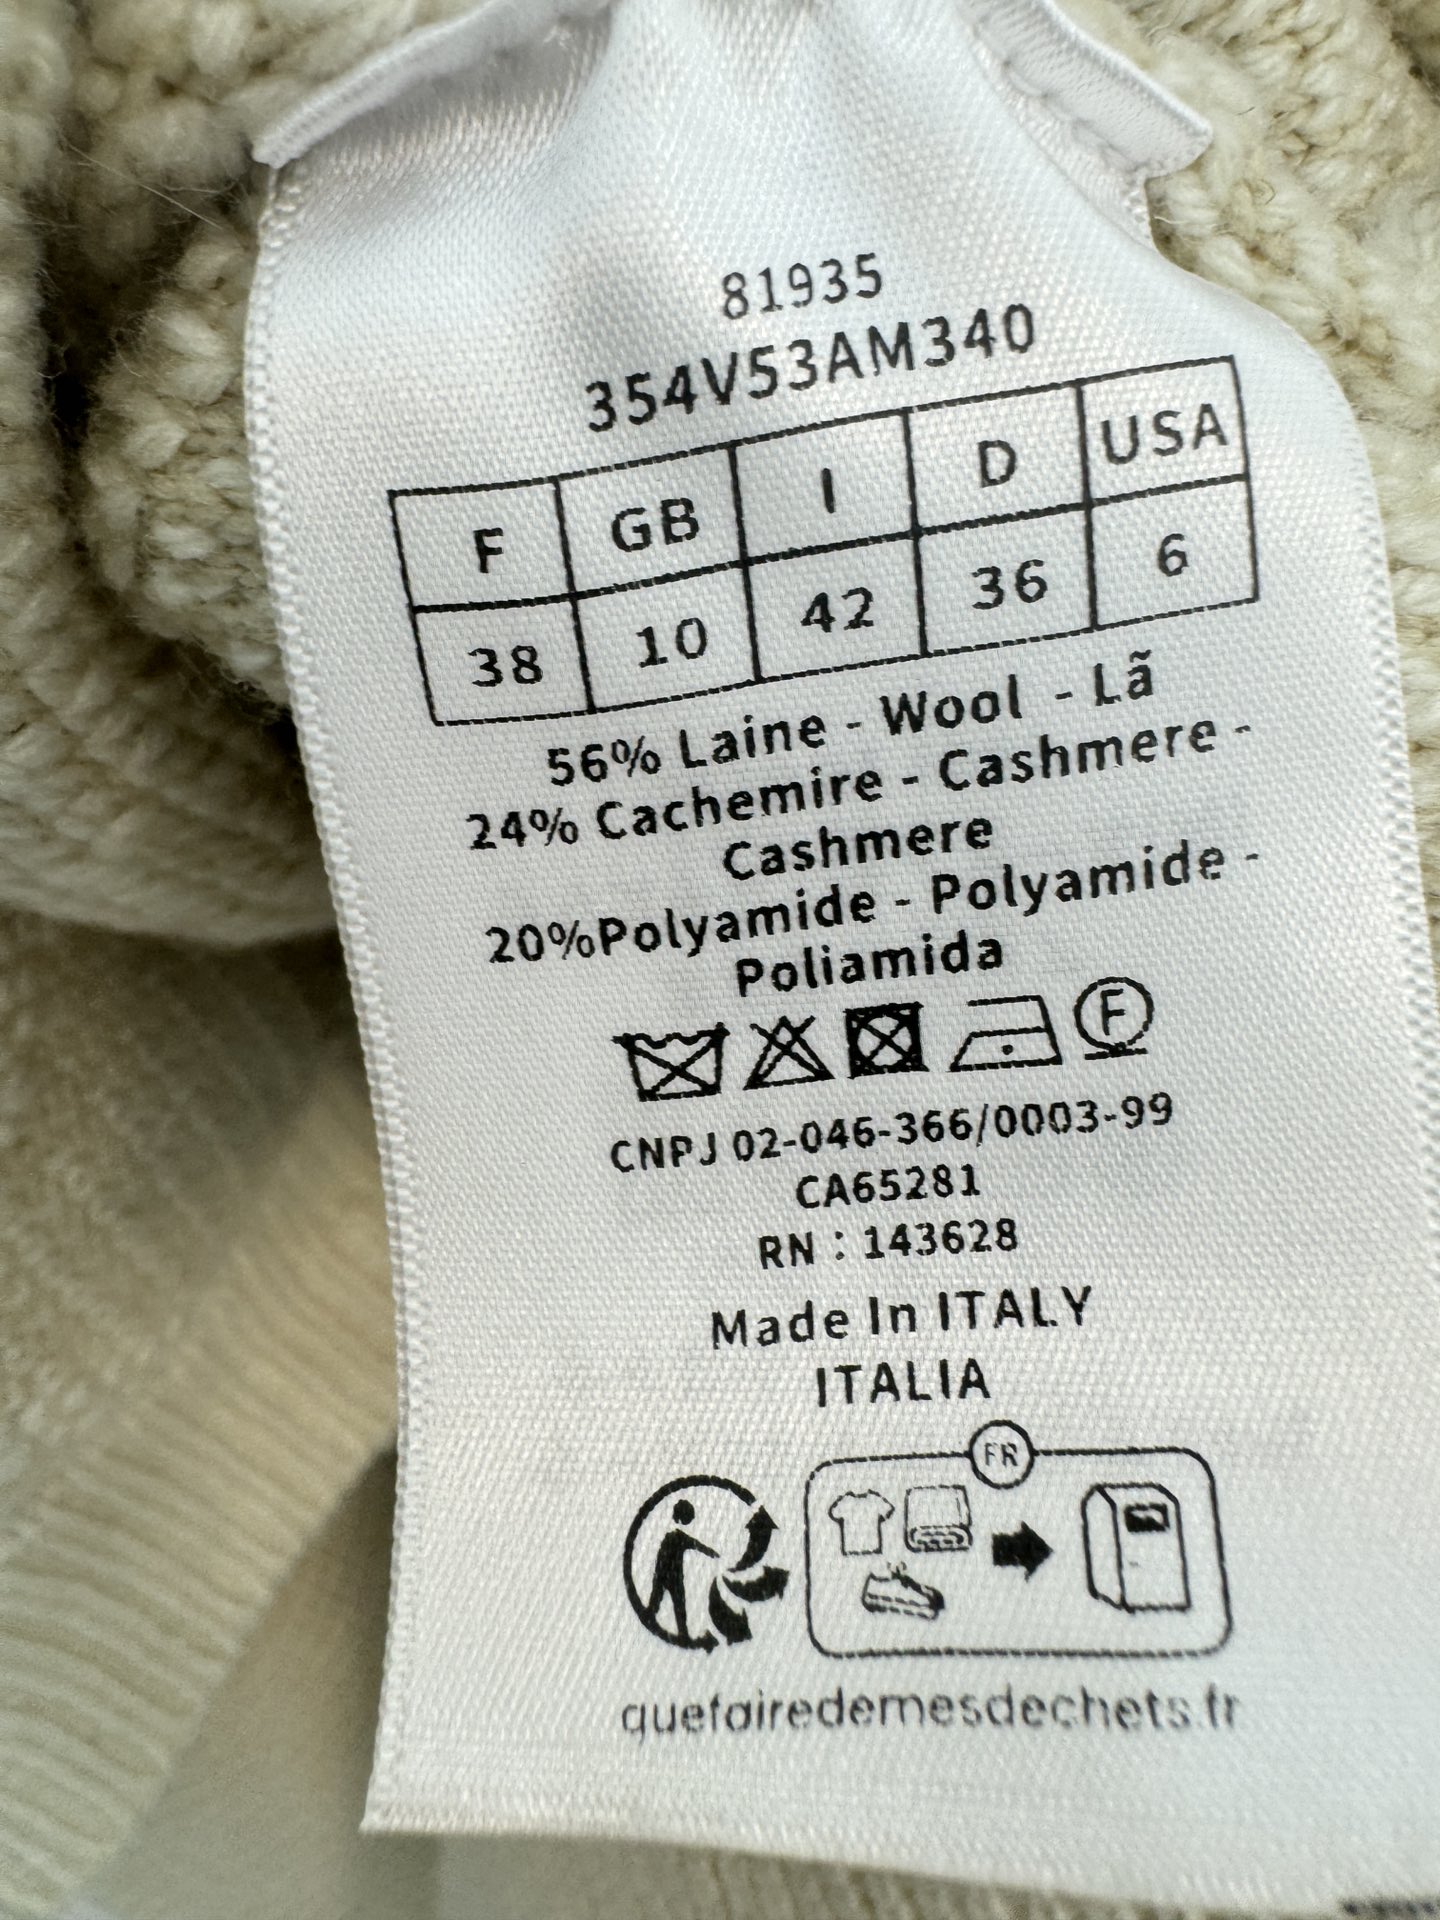 81935
354V53AM340
F GB I D USA
38 10 42 36 6
56% Laine - Wool - Lã
24% Cachemire - Cashmere -
Cashmere
20%Polyamide - Polyamide -
Poliamida
F
CNPJ 02-046-366/0003-99
CA65281
RN : 143628
Made In ITALY
ITALIA
FR
quefairedemesdechets.fr